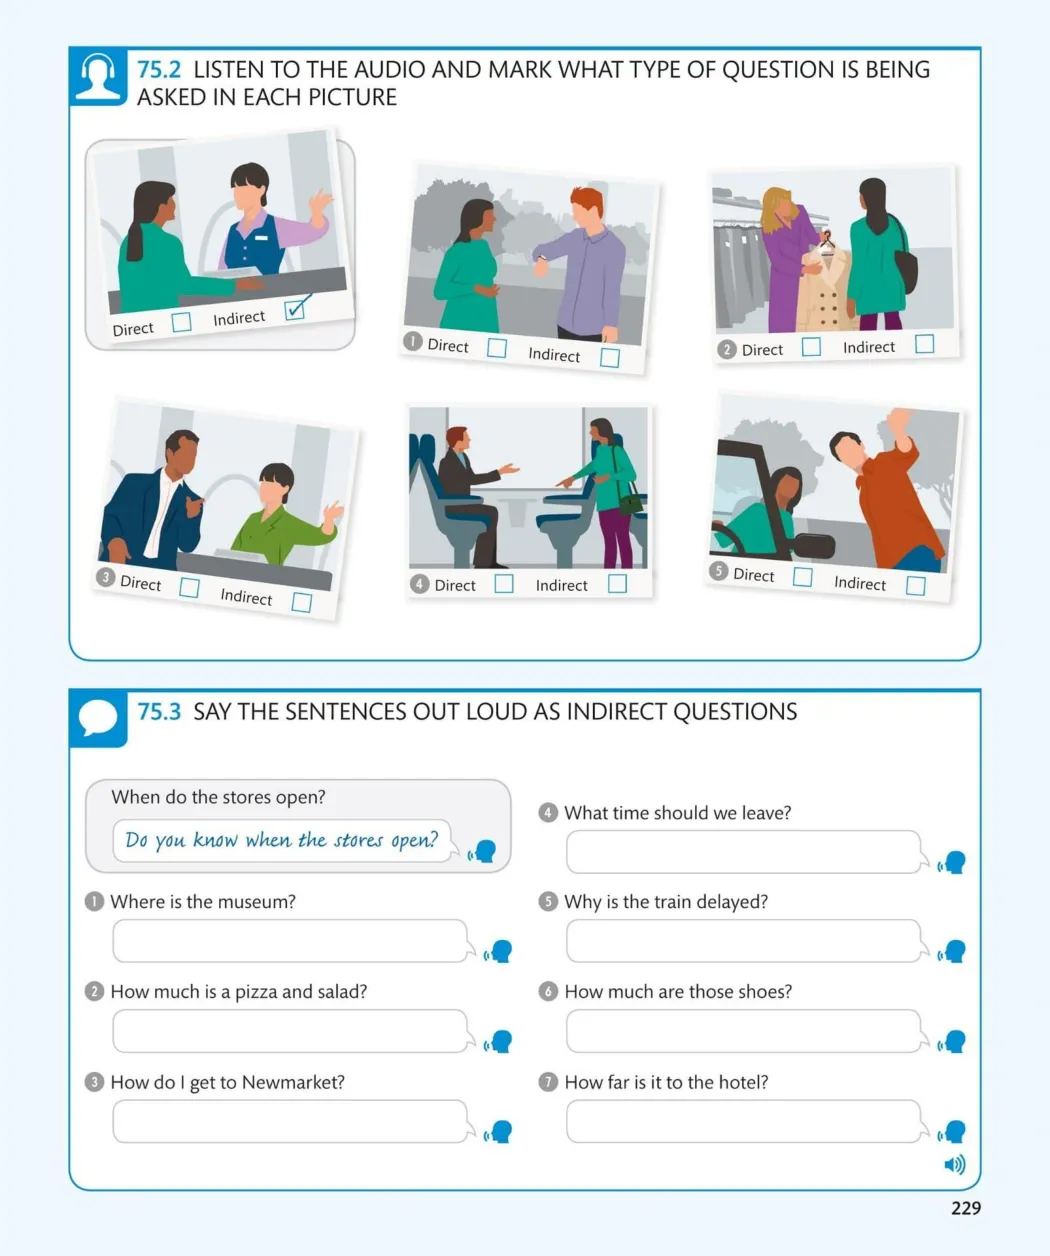 75.2 LISTEN TO THE AUDIO AND MARK WHAT TYPE OF QUESTION IS BEING
ASKED IN EACH PICTURE
Direct Indirect
1 Direct Indirect
2 Direct Indirect
3 Direct Indirect
4 Direct Indirect
5 Direct Indirect
75.3 SAY THE SENTENCES OUT LOUD AS INDIRECT QUESTIONS
When do the stores open?
Do you know when the stores open?
1 Where is the museum?
2 How much is a pizza and salad?
3 How do I get to Newmarket?
4 What time should we leave?
5 Why is the train delayed?
6 How much are those shoes?
7 How far is it to the hotel?
229